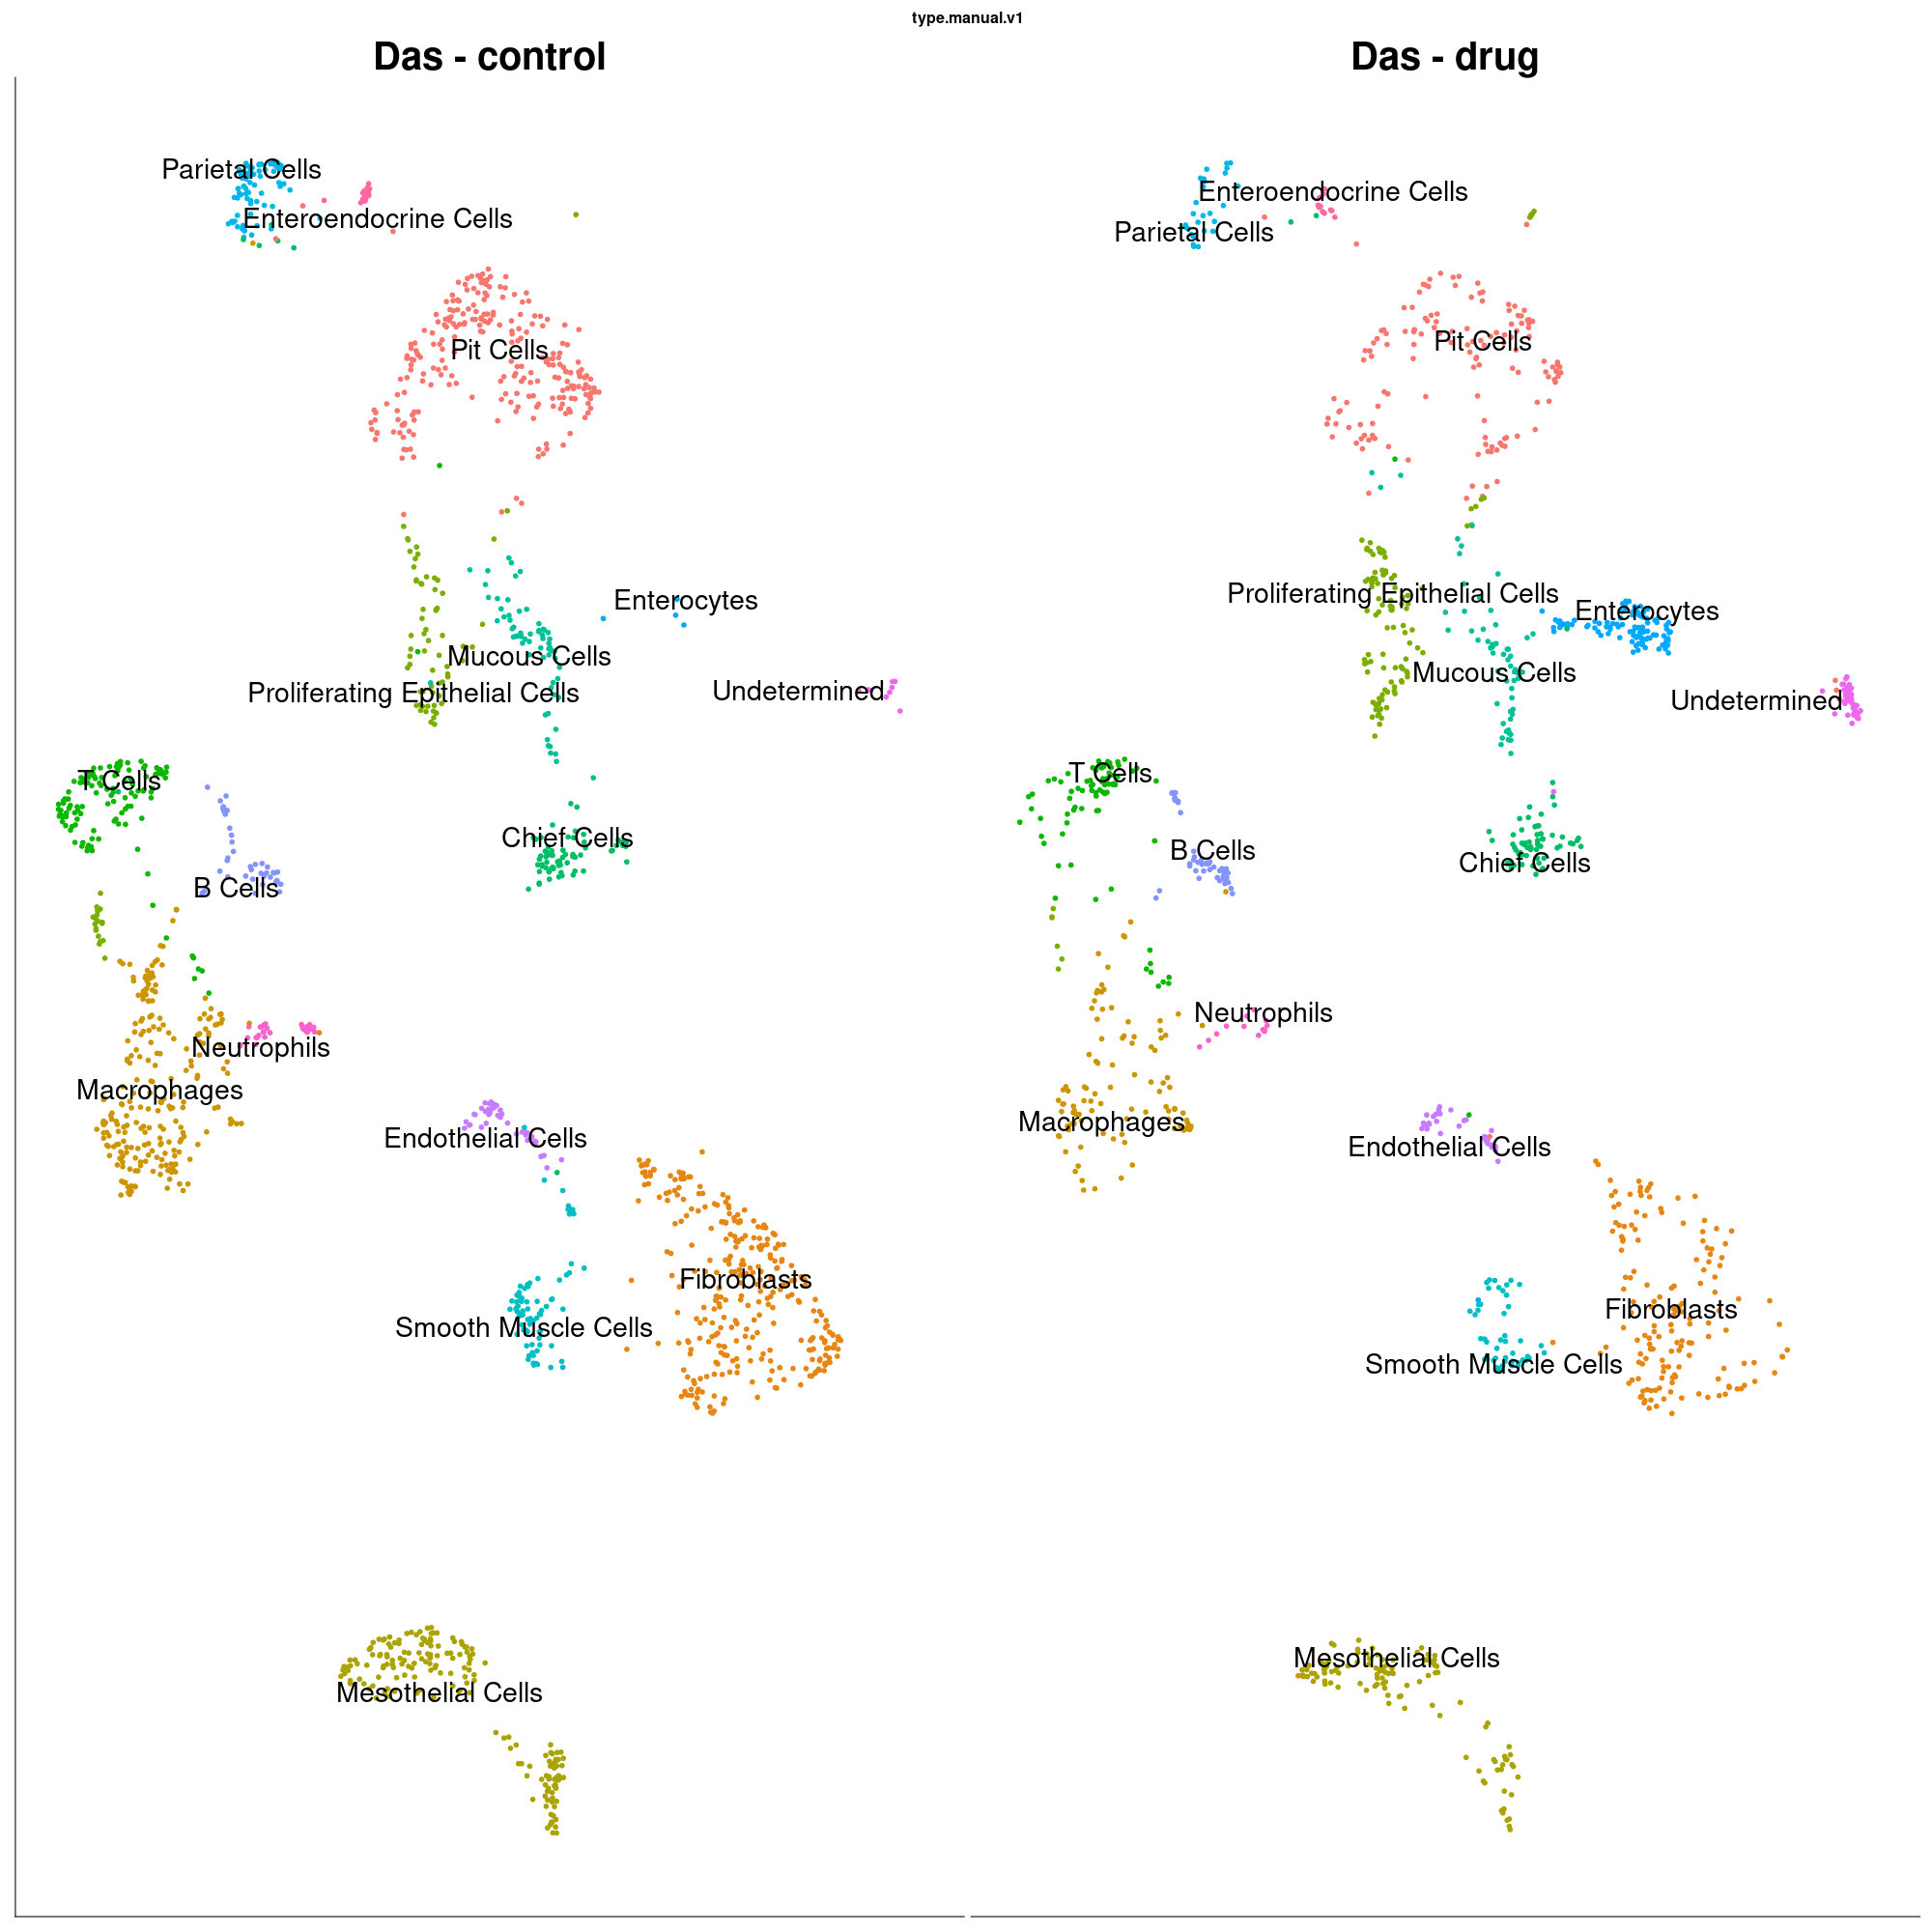 type.manual.v1
Das - control
Parietal Cells
Enteroendocrine Cells
Pit Cells
Enterocytes
Mucous Cells
Proliferating Epithelial Cells
Undetermined
T Cells
Chief Cells
B Cells
Neutrophils
Macrophages
Endothelial Cells
Fibroblasts
Smooth Muscle Cells
Mesothelial Cells
Das - drug
Enteroendocrine Cells
Parietal Cells
Pit Cells
Proliferating Epithelial Cells
Enterocytes
Mucous Cells
Undetermined
T Cells
B Cells
Chief Cells
Neutrophils
Macrophages
Endothelial Cells
Fibroblasts
Smooth Muscle Cells
Mesothelial Cells